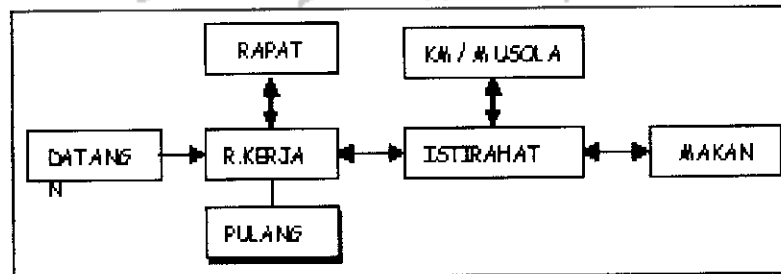 RAPAT
KM / MUSOLA
DATANG
N
R.KERJA
ISTIRAHAT
MAKAN
PULANG